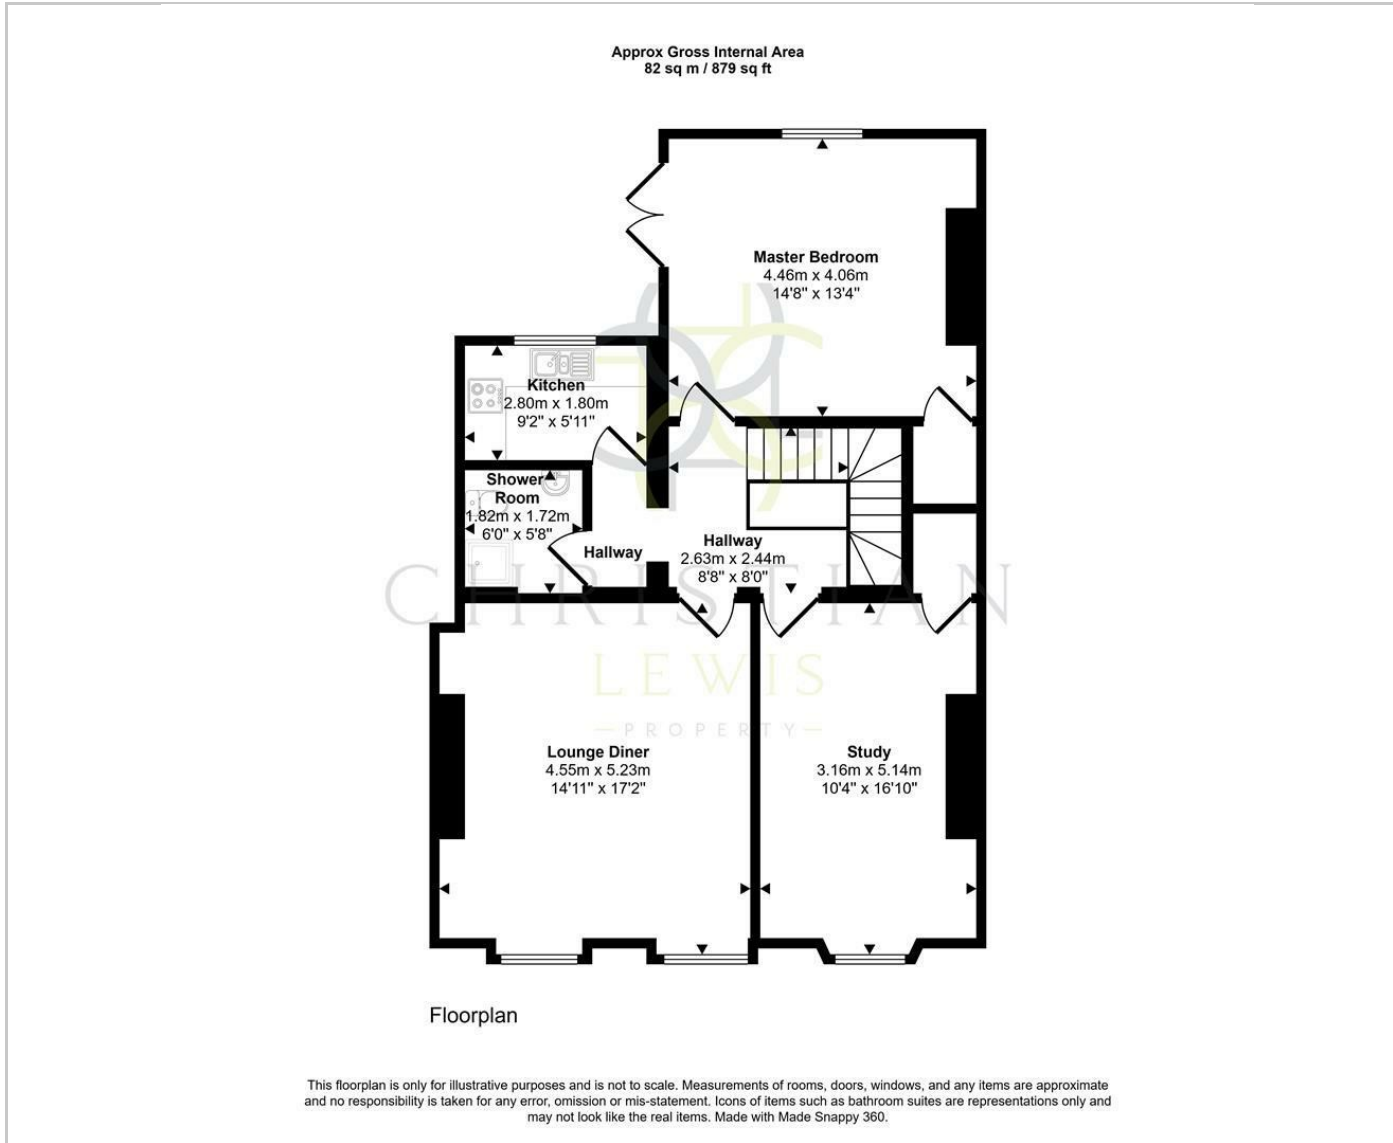 Approx Gross Internal Area
82 sq m / 879 sq ft
Master Bedroom
4.46m x 4.06m
14'8" x 13'4"
Kitchen
2.80m x 1.80m
9'2" x 5'11"
Shower
Room
1.82m x 1.72m
6'0" x 5'8"
Hallway
Hallway
2.63m x 2.44m
8'8" x 8'0"
CHRISTIAN
LEWIS
PROPERTY
Lounge Diner
4.55m x 5.23m
14'11" x 17'2"
Study
3.16m x 5.14m
10'4" x 16'10"
Floorplan
This floorplan is only for illustrative purposes and is not to scale. Measurements of rooms, doors, windows, and any items are approximate
and no responsibility is taken for any error, omission or mis-statement. Icons of items such as bathroom suites are representations only and
may not look like the real items. Made with Made Snappy 360.